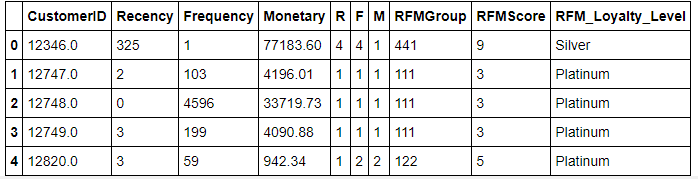 CustomerID Recency Frequency Monetary R F M RFMGroup RFMScore RFM_Loyalty_Level
0 12346.0 325 1 77183.60 4 4 1 441 9 Silver
1 12747.0 2 103 4196.01 1 1 1 111 3 Platinum
2 12748.0 0 4596 33719.73 1 1 1 111 3 Platinum
3 12749.0 3 199 4090.88 1 1 1 111 3 Platinum
4 12820.0 3 59 942.34 1 2 2 122 5 Platinum